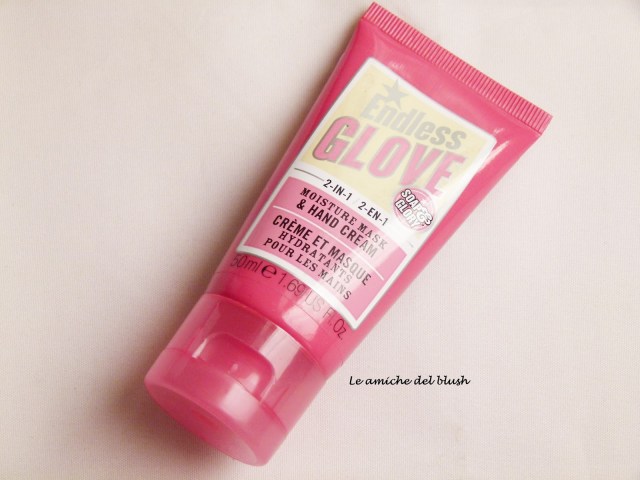 Endless
GLOVE
2-IN-1 2-EN-1
MOISTURE MASK
& HAND CREAM
CRÈME ET MASQUE
HYDRATANTS
POUR LES MAINS
SOAP &
GLORY
50ml e 1.69 US Fl.Oz
Le amiche del blush